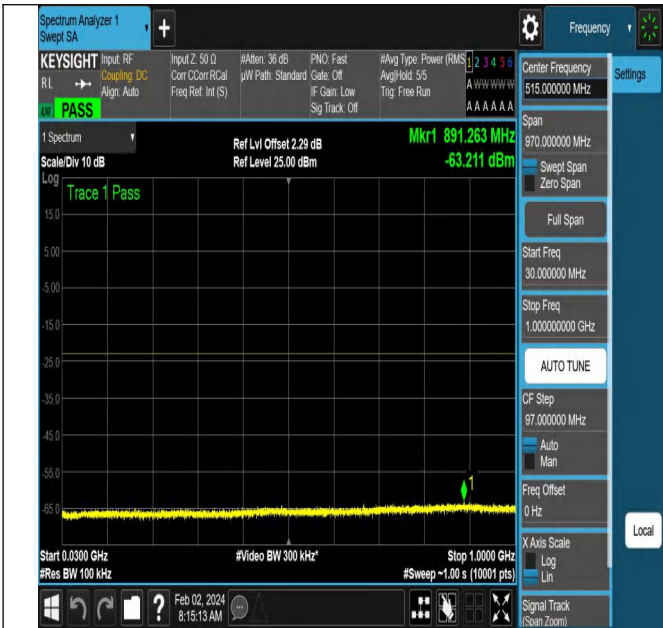 Spectrum Analyzer 1
Swept SA
Frequency
KEYSIGHT
Input: RF
Coupling: DC
Align: Auto
RL
LXI
PASS
Input Z: 50 Ω
Corr CCorr RCal
Freq Ref: Int (S)
#Atten: 36 dB
µW Path: Standard
PNO: Fast
Gate: Off
IF Gain: Low
Sig Track: Off
#Avg Type: Power (RMS
Avg|Hold: 5/5
Trig: Free Run
1 2 3 4 5 6
A W W W W W
A A A A A A
Center Frequency
515.000000 MHz
Settings
1 Spectrum
Scale/Div 10 dB
Log
Ref Lvl Offset 2.29 dB
Ref Level 25.00 dBm
Mkr1 891.263 MHz
-63.211 dBm
Span
970.000000 MHz
Swept Span
Zero Span
Full Span
Start Freq
30.000000 MHz
Stop Freq
1.000000000 GHz
AUTO TUNE
CF Step
97.000000 MHz
Auto
Man
Freq Offset
0 Hz
X Axis Scale
Log
Lin
Signal Track
(Span Zoom)
Local
Trace 1 Pass
15.0
5.00
-5.00
-15.0
-25.0
-35.0
-45.0
-55.0
-65.0
1
Start 0.0300 GHz
#Res BW 100 kHz
#Video BW 300 kHz*
Stop 1.0000 GHz
#Sweep ~1.00 s (10001 pts)
?
Feb 02, 2024
8:15:13 AM